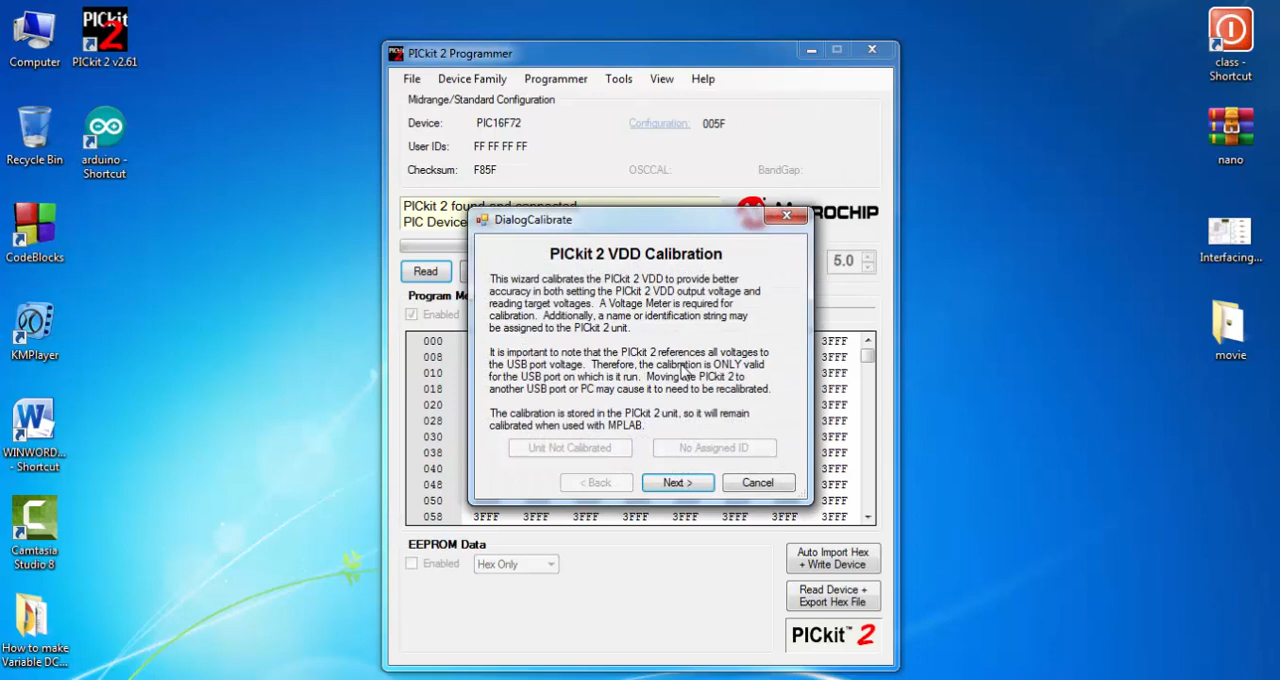 Computer
PICkit 2 v2.61
Recycle Bin
arduino -
Shortcut
CodeBlocks
KMPlayer
WINWORD...
- Shortcut
Camtasia
Studio 8
How to make
Variable DC...
class -
Shortcut
nano
Interfacing...
movie
PICkit 2 Programmer
File Device Family Programmer Tools View Help
Midrange/Standard Configuration
Device: PIC16F72 Configuration: 005F
User IDs: FF FF FF FF
Checksum: F85F OSCCAL: BandGap:
PICkit 2 found and connected
PIC Device
5.0
Read
Enabled
DialogCalibrate
PICkit 2 VDD Calibration
This wizard calibrates the PICkit 2 VDD to provide better
accuracy in both setting the PICkit 2 VDD output voltage and
reading target voltages. A Voltage Meter is required for
calibration. Additionally, a name or identification string may
be assigned to the PICkit 2 unit.
It is important to note that the PICkit 2 references all voltages to
the USB port voltage. Therefore, the calibration is ONLY valid
for the USB port on which is it run. Moving the PICkit 2 to
another USB port or PC may cause it to need to be recalibrated.
The calibration is stored in the PICkit 2 unit, so it will remain
calibrated when used with MPLAB.
Unit Not Calibrated No Assigned ID
< Back Next > Cancel
000 3FFF
008 3FFF
010 3FFF
018 3FFF
020 3FFF
028 3FFF
030 3FFF
038 3FFF
040 3FFF
048 3FFF
050 3FFF
058 3FFF 3FFF 3FFF 3FFF 3FFF 3FFF 3FFF 3FFF
EEPROM Data
Enabled Hex Only
Auto Import Hex
+ Write Device
Read Device +
Export Hex File
PICkit™ 2